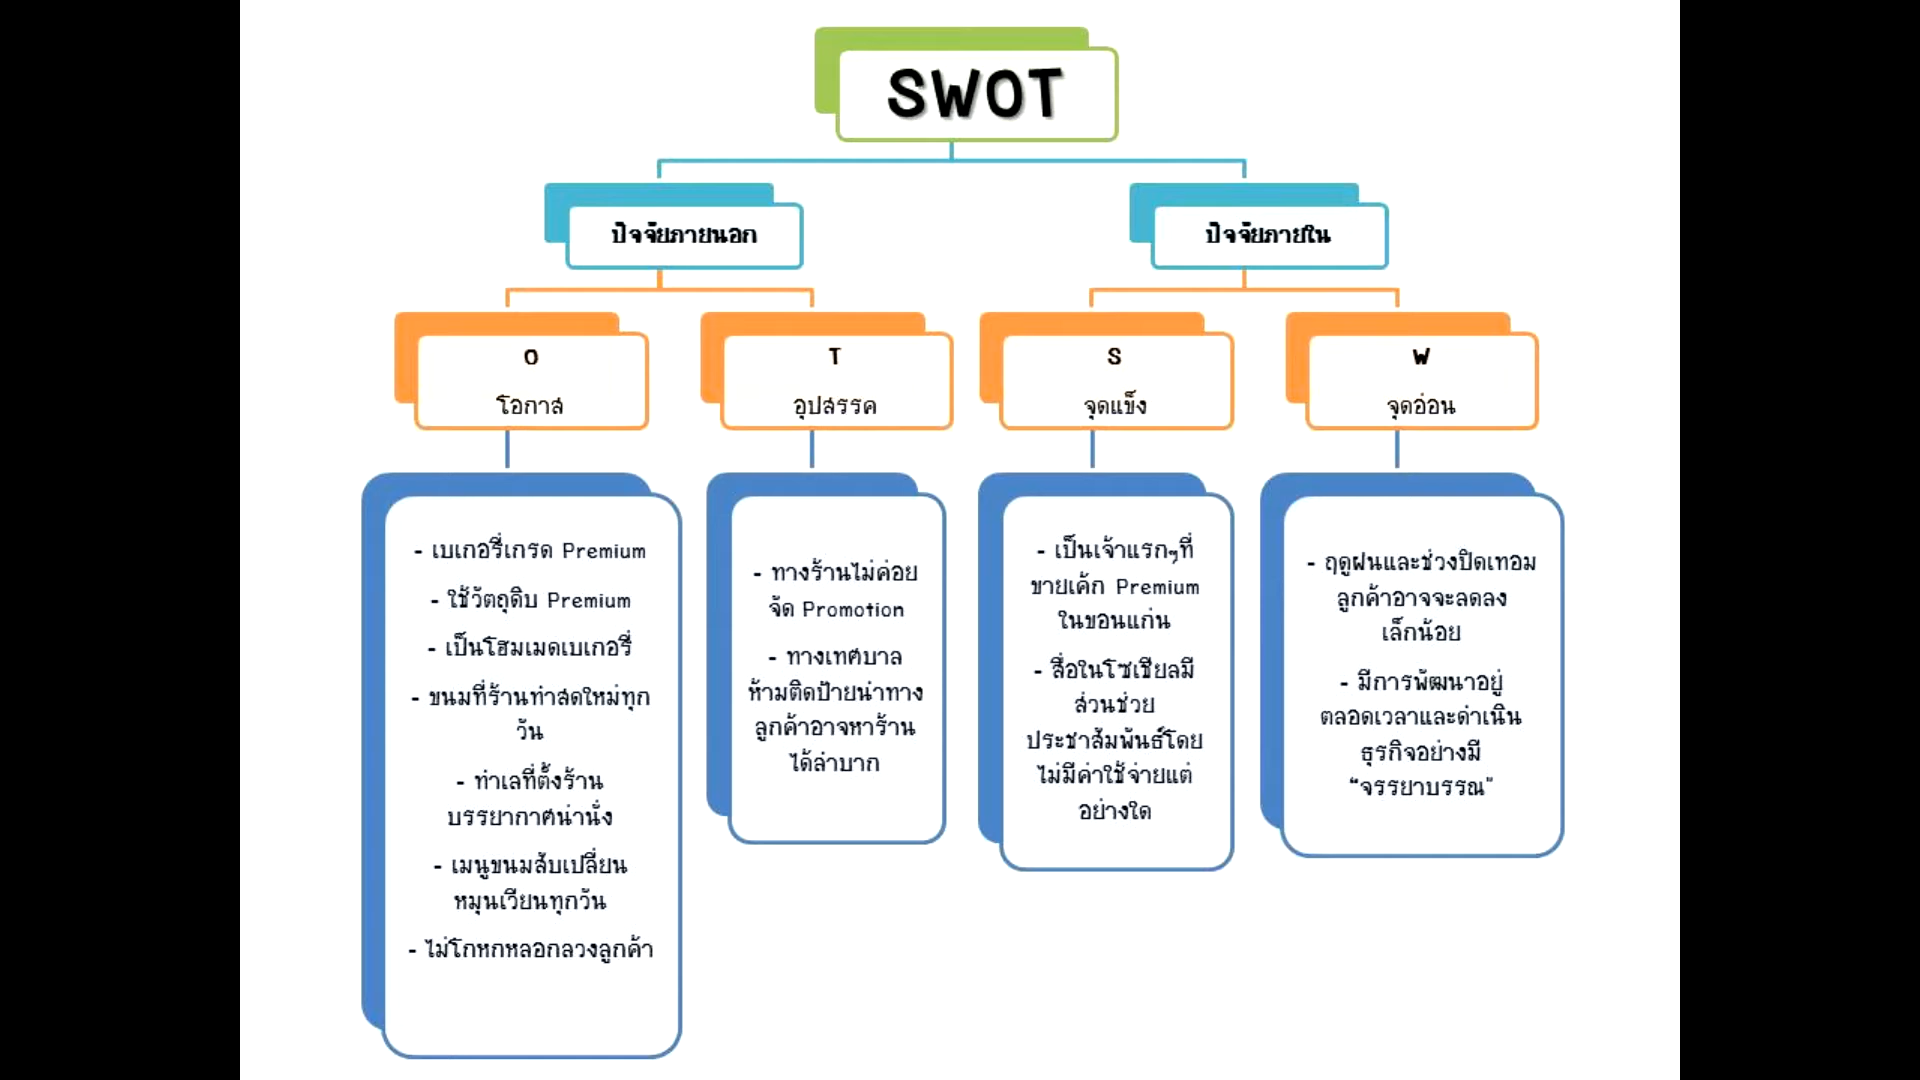 SWOT
ปัจจัยภายนอก
ปัจจัยภายใน
O
โอกาส
T
อุปสรรค
S
จุดแข็ง
W
จุดอ่อน
- เบเกอรี่เกรด Premium
- ใช้วัตถุดิบ Premium
- เป็นโฮมเมดเบเกอรี่
- ขนมที่ร้านทำสดใหม่ทุก
วัน
- ทำเลที่ตั้งร้าน
บรรยากาศน่านั่ง
- เมนูขนมสับเปลี่ยน
หมุนเวียนทุกวัน
- ไม่โกหกหลอกลวงลูกค้า
- ทางร้านไม่ค่อย
จัด Promotion
- ทางเทศบาล
ห้ามติดป้ายนำทาง
ลูกค้าอาจหาร้าน
ได้ลำบาก
- เป็นเจ้าแรกๆที่
ขายเค้ก Premium
ในขอนแก่น
- สื่อในโซเชียลมี
ส่วนช่วย
ประชาสัมพันธ์โดย
ไม่มีค่าใช้จ่ายแต่
อย่างใด
- ฤดูฝนและช่วงปิดเทอม
ลูกค้าอาจจะลดลง
เล็กน้อย
- มีการพัฒนาอยู่
ตลอดเวลาและดำเนิน
ธุรกิจอย่างมี
“จรรยาบรรณ”